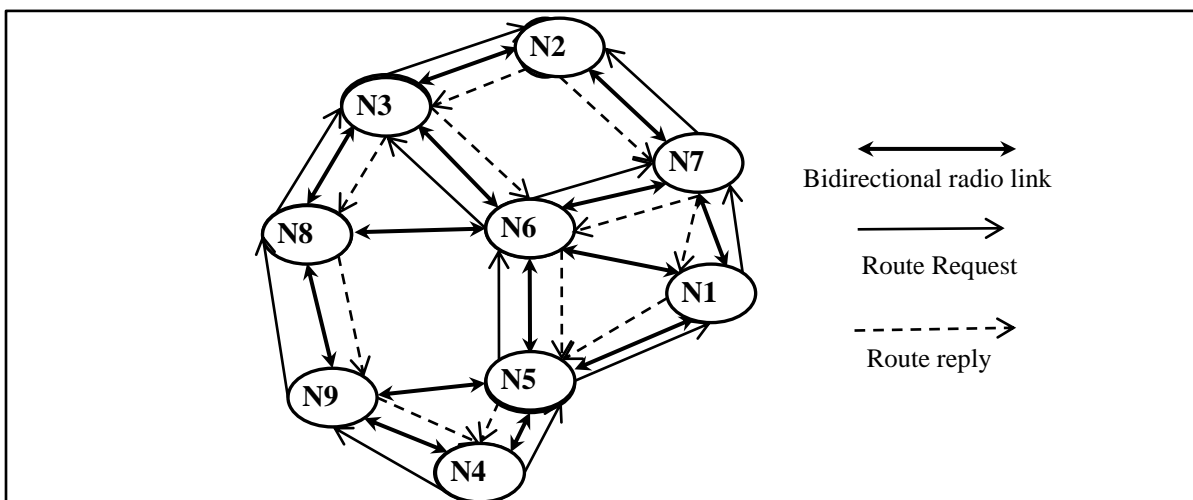 N2
N3
N7
Bidirectional radio link
N6
N8
Route Request
N1
Route reply
N5
N9
N4